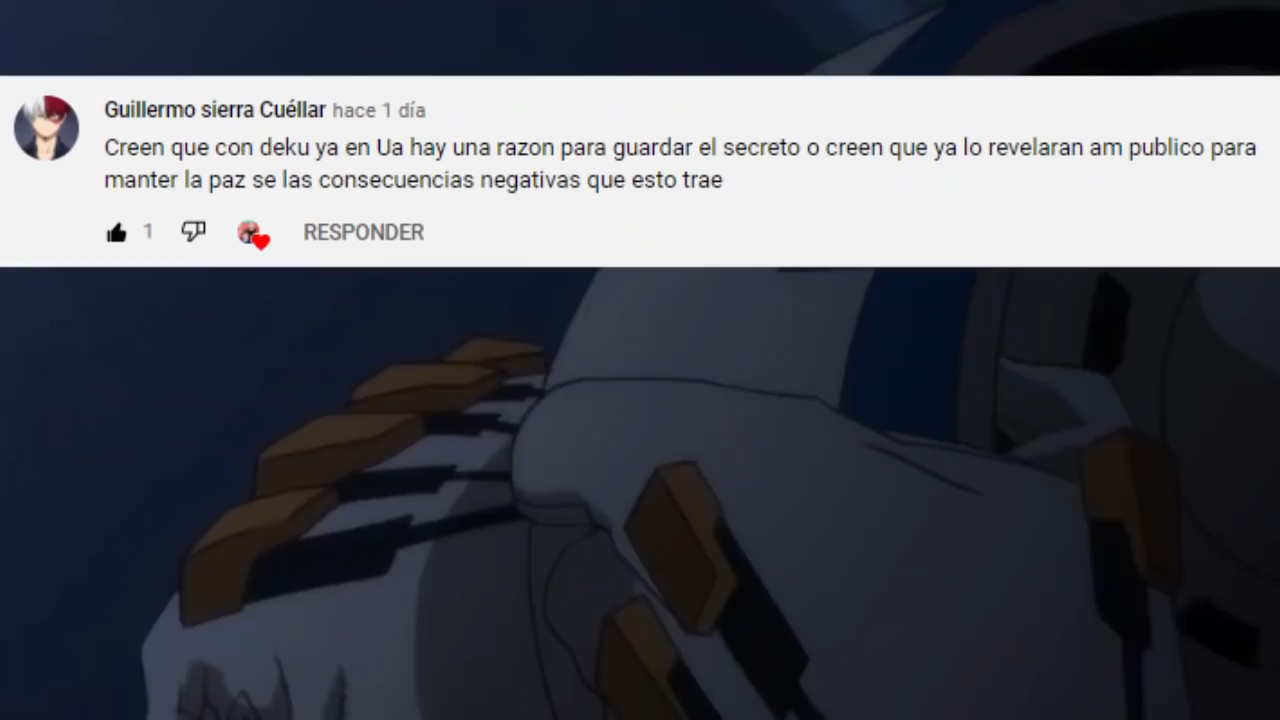 Guillermo sierra Cuéllar hace 1 día
Creen que con deku ya en Ua hay una razon para guardar el secreto o creen que ya lo revelaran am publico para
manter la paz se las consecuencias negativas que esto trae
1 RESPONDER